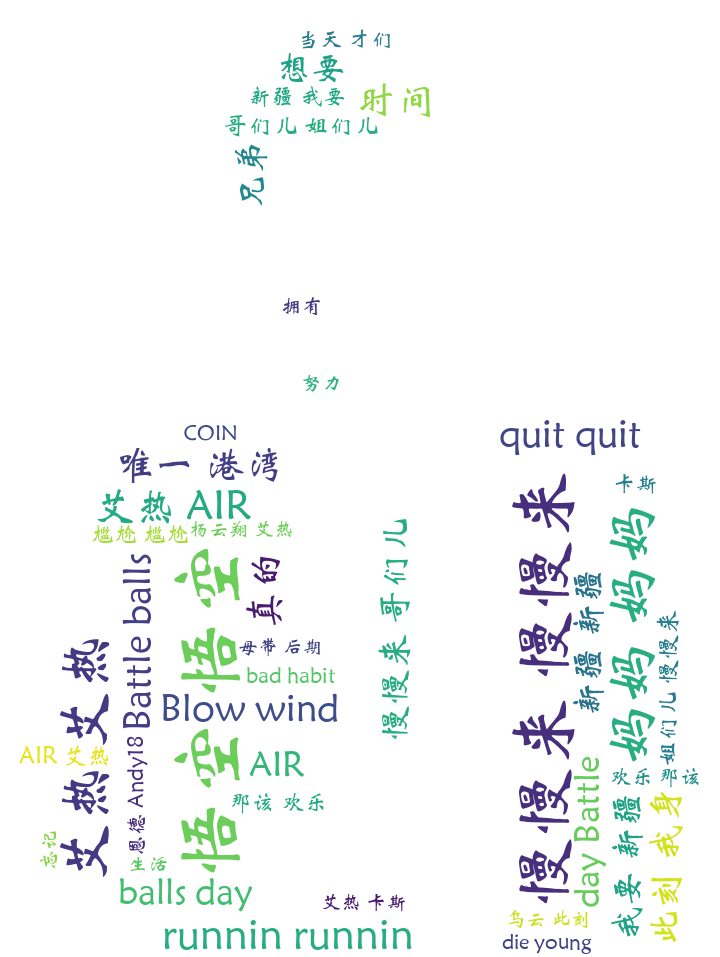 当天 才们
想要
新疆 我要
时间
哥们儿 姐们儿
兄弟
拥有
努力
COIN
唯一 港湾
艾热 AIR
尴尬 尴尬
杨云翔 艾热
悟空 悟空
真的
Battle balls
母带 后期
bad habit
Blow wind
艾热 艾热
AIR 艾热
恩德 Andy18
AIR
那该 欢乐
忘记
生活
balls day
艾热 卡斯
runnin runnin
慢慢来 哥们儿
quit quit
卡斯
慢慢来 慢慢来
妈妈 妈妈
新疆 新疆
姐们儿 慢慢来
day Battle
欢乐 那该
我要 新疆
此刻 我身
乌云 此刻
die young